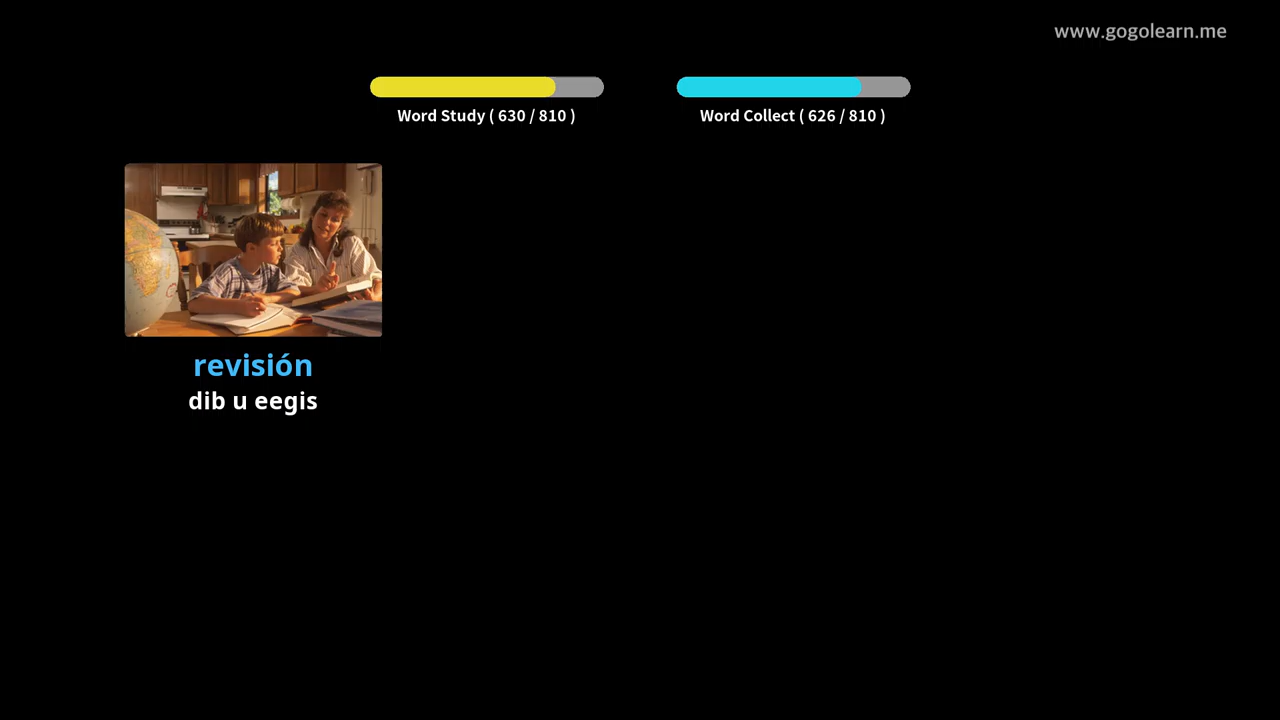 www.gogolearn.me
Word Study ( 630 / 810 )
Word Collect ( 626 / 810 )
revisión
dib u eegis